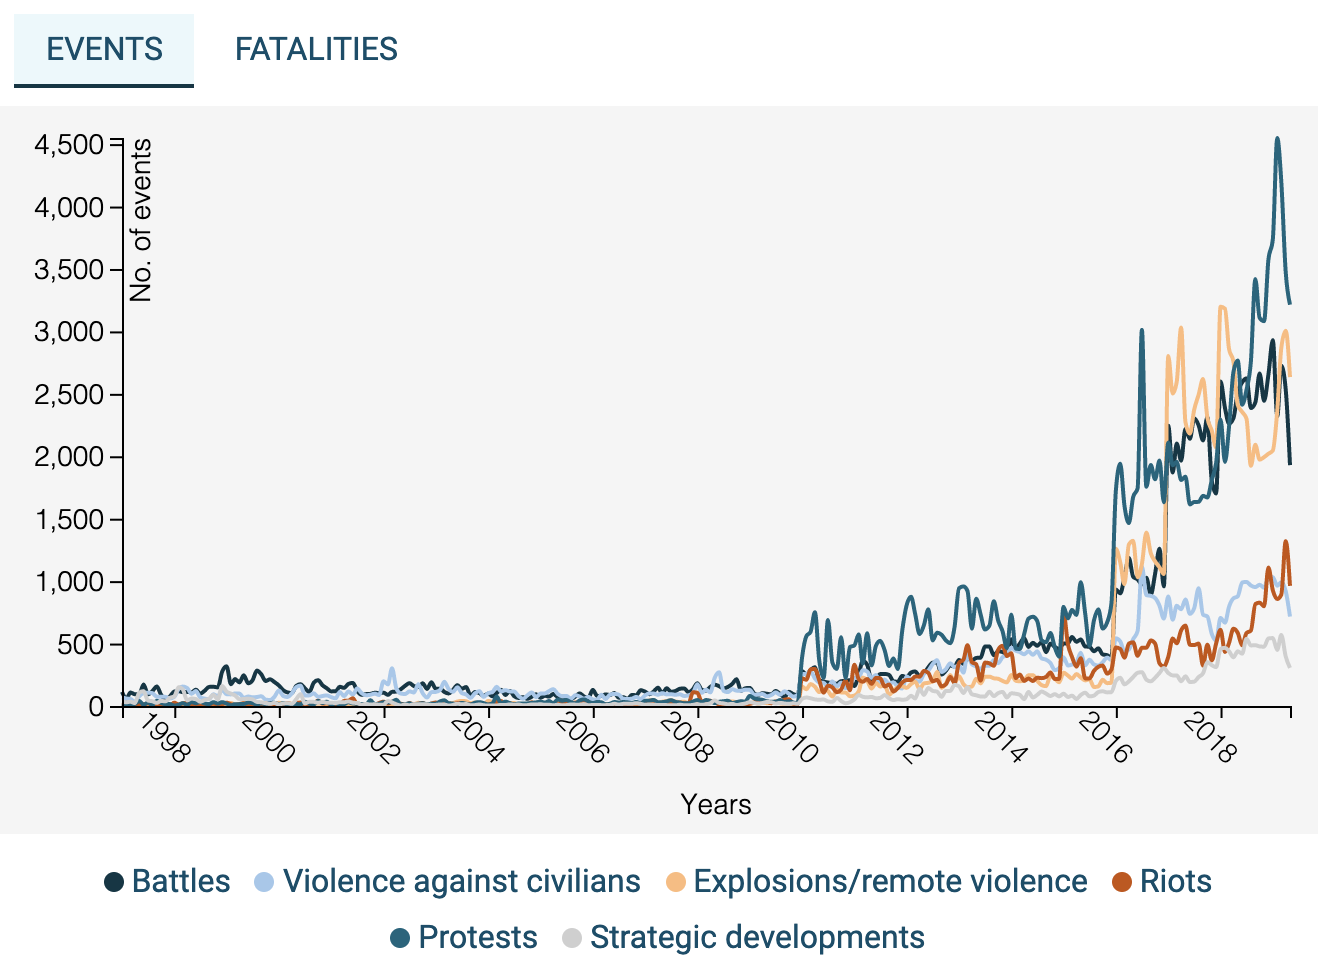 EVENTS FATALITIES
No. of events
4,500
4,000
3,500
3,000
2,500
2,000
1,500
1,000
500
0
1998 2000 2002 2004 2006 2008 2010 2012 2014 2016 2018
Years
Battles Violence against civilians Explosions/remote violence Riots
Protests Strategic developments